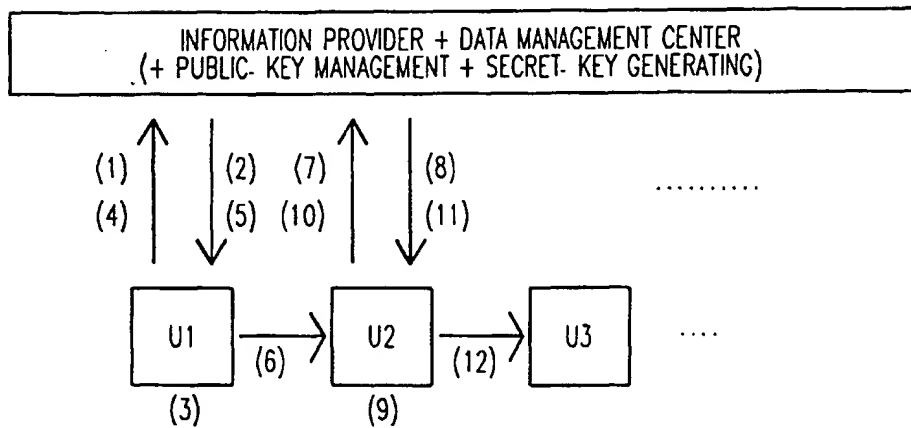 INFORMATION PROVIDER + DATA MANAGEMENT CENTER
(+ PUBLIC- KEY MANAGEMENT + SECRET- KEY GENERATING)
(1) (2) (7) (8)
(4) (5) (10) (11)
..........
U1 U2 U3 ....
(6) (12)
(3) (9)